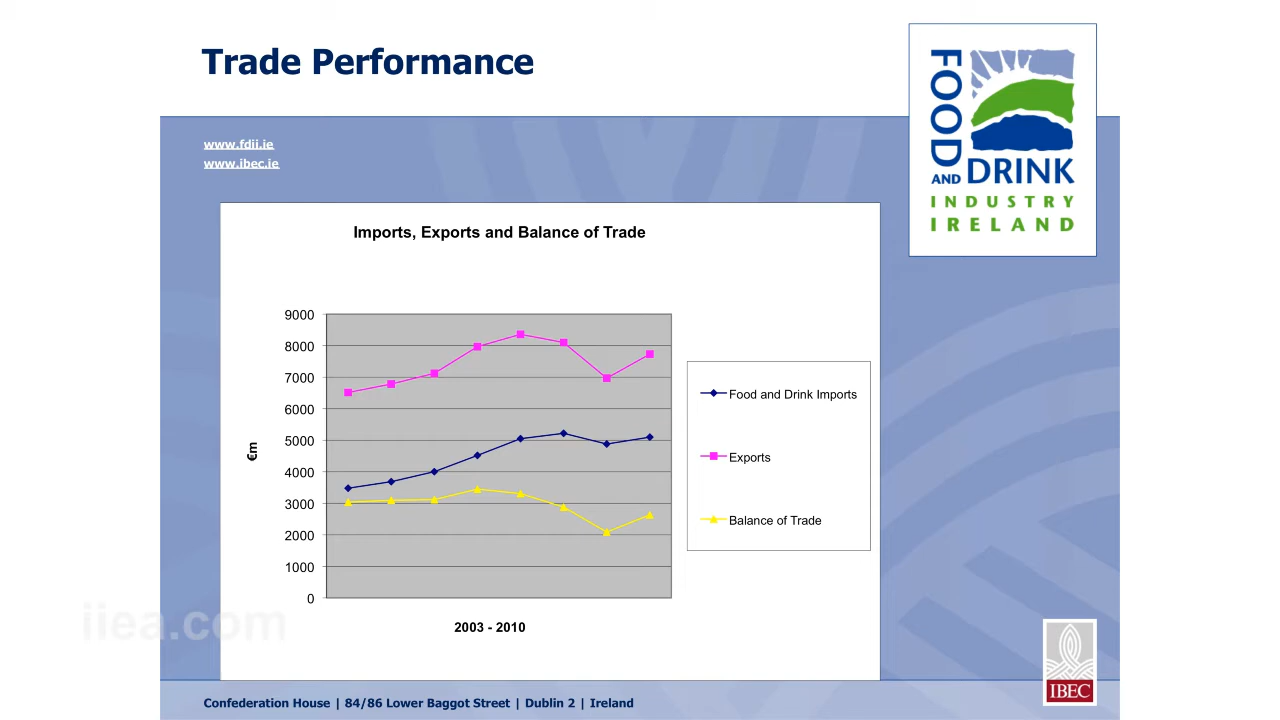 Trade Performance
FOOD
AND DRINK
INDUSTRY
IRELAND
www.fdii.ie
www.ibec.ie
Imports, Exports and Balance of Trade
9000
8000
7000
6000
5000
4000
3000
2000
1000
0
€m
2003 - 2010
Food and Drink Imports
Exports
Balance of Trade
iiea.com
IBEC
Confederation House | 84/86 Lower Baggot Street | Dublin 2 | Ireland